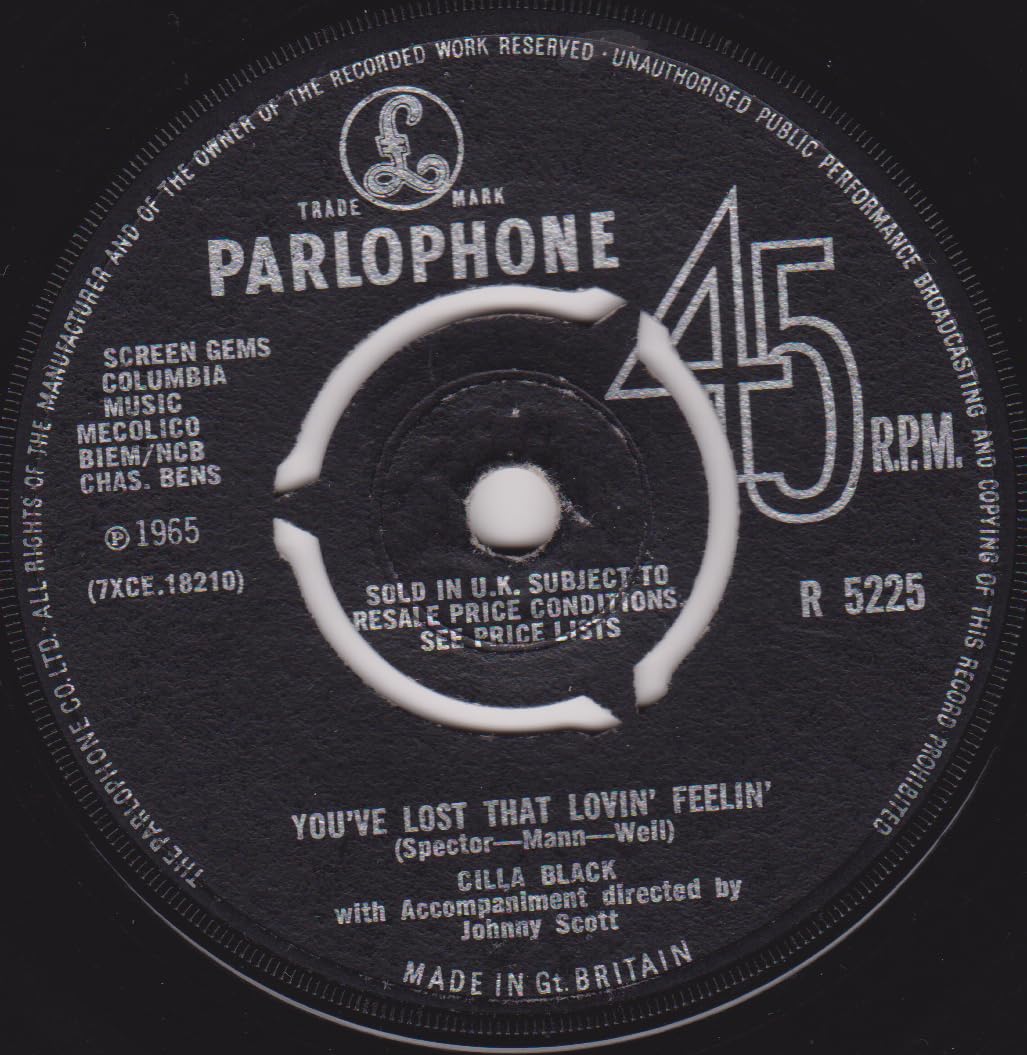 THE PARLOPHONE CO. LTD. ALL RIGHTS OF THE MANUFACTURER AND OF THE OWNER OF THE RECORDED WORK RESERVED · UNAUTHORISED PUBLIC PERFORMANCE BROADCASTING AND COPYING OF THIS RECORD PROHIBITED
£
TRADE MARK
PARLOPHONE
45 R.P.M.
SCREEN GEMS
COLUMBIA
MUSIC
MECOLICO
BIEM/NCB
CHAS. BENS
℗ 1965
(7XCE.18210)
SOLD IN U.K. SUBJECT TO
RESALE PRICE CONDITIONS,
SEE PRICE LISTS
R 5225
YOU'VE LOST THAT LOVIN' FEELIN'
(Spector—Mann—Well)
CILLA BLACK
with Accompaniment directed by
Johnny Scott
MADE IN Gt. BRITAIN